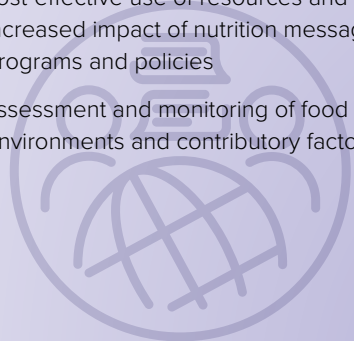 ost effective use of resources and
ncreased impact of nutrition messag
rograms and policies
ssessment and monitoring of food
nvironments and contributory facto